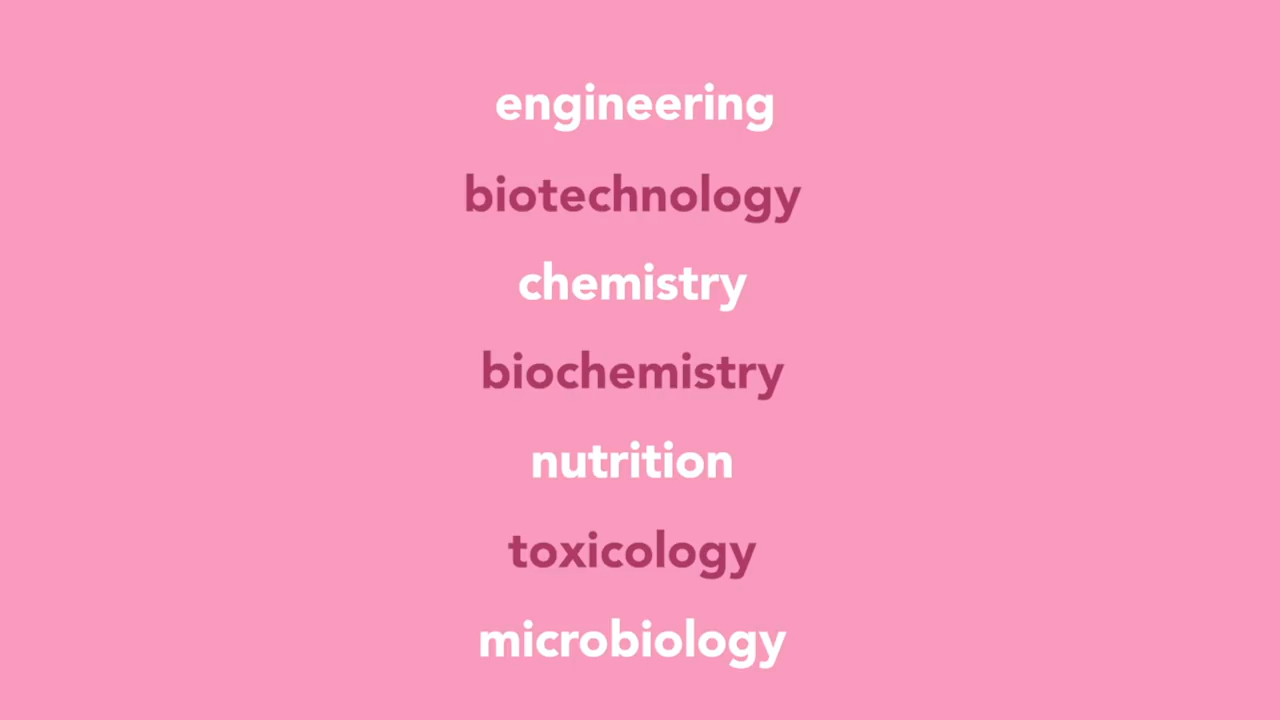 engineering
biotechnology
chemistry
biochemistry
nutrition
toxicology
microbiology